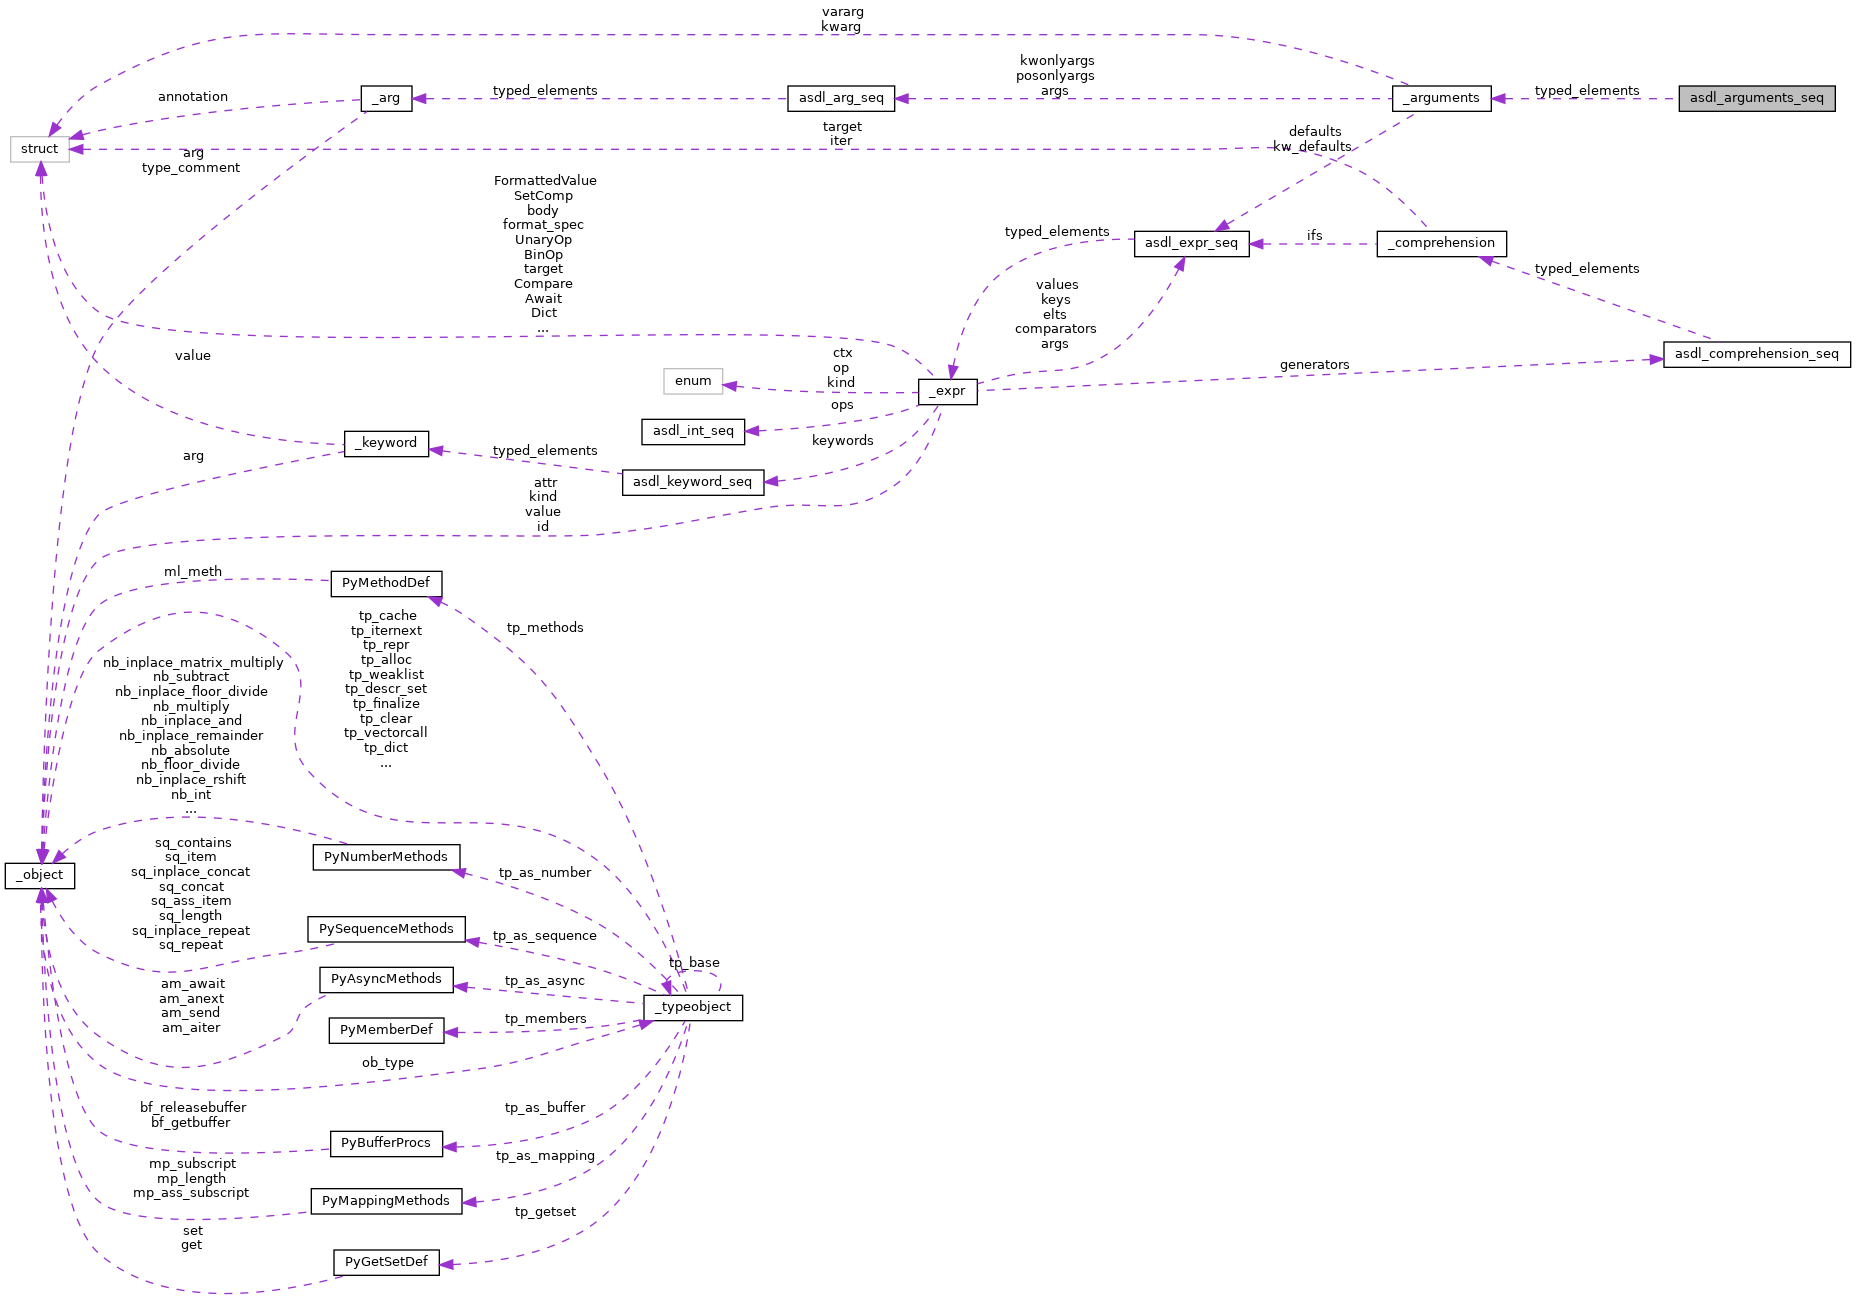 vararg
kwarg
kwonlyargs
posonlyargs
args
annotation
_arg
typed_elements
asdl_arg_seq
_arguments
typed_elements
asdl_arguments_seq
struct
target
iter
defaults
kw_defaults
arg
type_comment
FormattedValue
SetComp
body
format_spec
UnaryOp
BinOp
target
Compare
Await
Dict
...
typed_elements
asdl_expr_seq
ifs
_comprehension
typed_elements
values
keys
elts
comparators
args
value
ctx
op
kind
enum
_expr
generators
asdl_comprehension_seq
ops
asdl_int_seq
keywords
_keyword
typed_elements
asdl_keyword_seq
arg
attr
kind
value
id
ml_meth
PyMethodDef
tp_methods
tp_cache
tp_iternext
tp_repr
tp_alloc
tp_weaklist
tp_descr_set
tp_finalize
tp_clear
tp_vectorcall
tp_dict
...
nb_inplace_matrix_multiply
nb_subtract
nb_inplace_floor_divide
nb_multiply
nb_inplace_and
nb_inplace_remainder
nb_absolute
nb_floor_divide
nb_inplace_rshift
nb_int
...
PyNumberMethods
tp_as_number
_object
sq_contains
sq_item
sq_inplace_concat
sq_concat
sq_ass_item
sq_length
sq_inplace_repeat
sq_repeat
PySequenceMethods
tp_as_sequence
tp_base
am_await
am_anext
am_send
am_aiter
PyAsyncMethods
tp_as_async
_typeobject
PyMemberDef
tp_members
ob_type
bf_releasebuffer
bf_getbuffer
PyBufferProcs
tp_as_buffer
mp_subscript
mp_length
mp_ass_subscript
PyMappingMethods
tp_as_mapping
set
get
PyGetSetDef
tp_getset